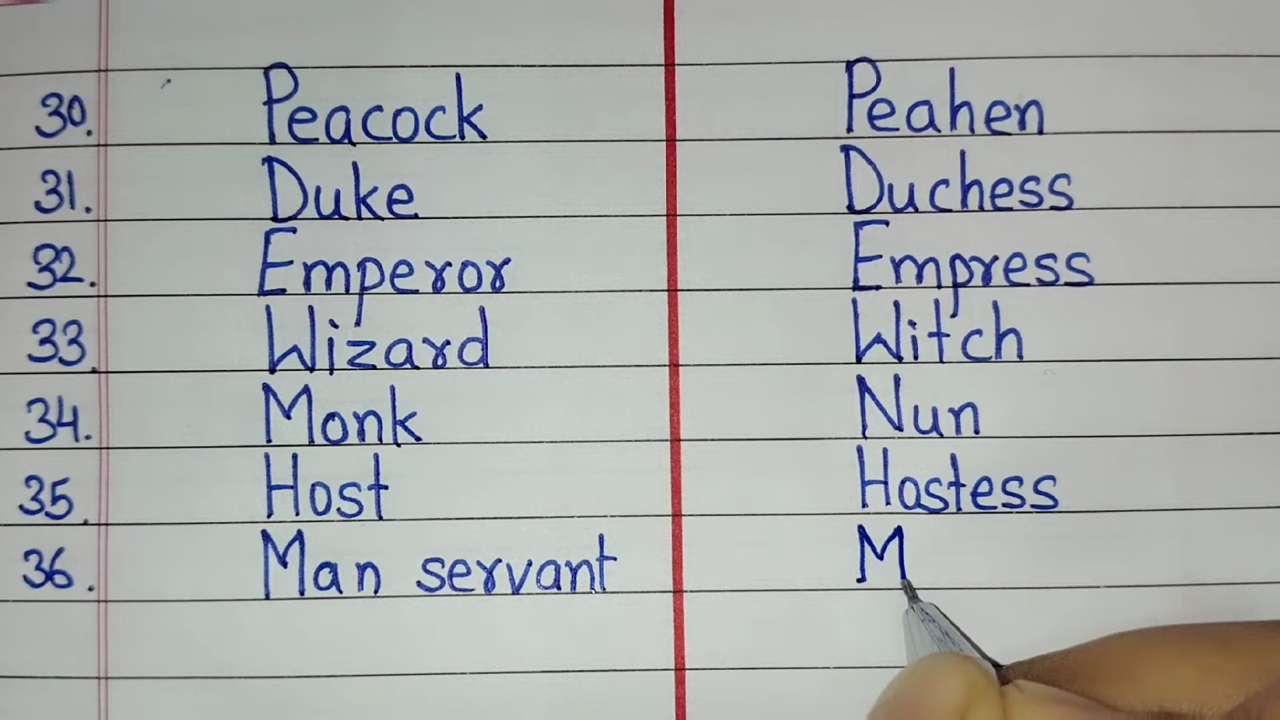 30. Peacock Peahen
31. Duke Duchess
32. Emperor Empress
33. Wizard Witch
34. Monk Nun
35. Host Hostess
36. Man servant M